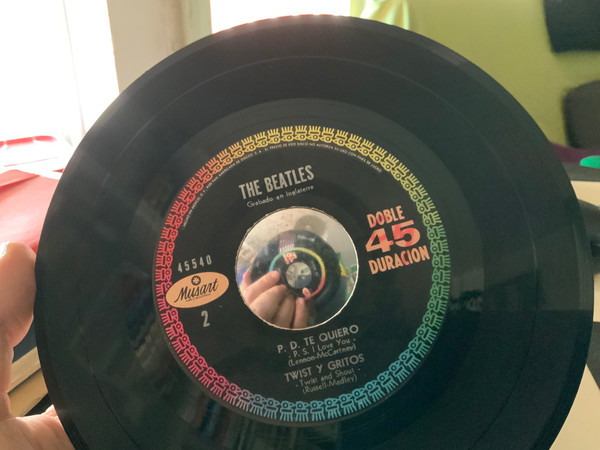 THE BEATLES
Grabado en Inglaterra
45540
Musart
2
DOBLE
45
DURACION
P. D. TE QUIERO
- P. S. I Love You -
(Lennon-McCartney)
TWIST Y GRITOS
- Twist and Shout -
(Russell-Medley)